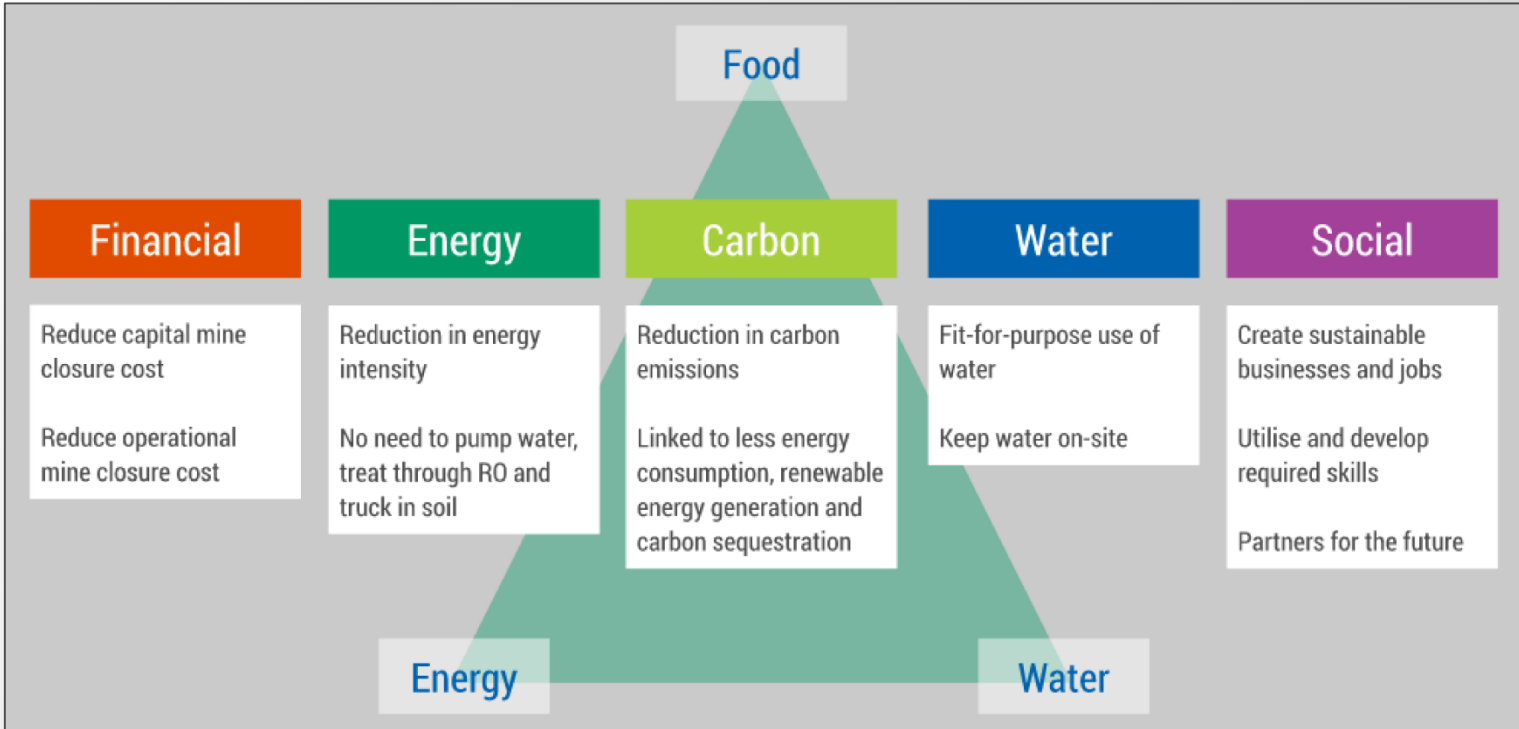 Food
Financial
Energy
Carbon
Water
Social
Reduce capital mine
closure cost
Reduce operational
mine closure cost
Reduction in energy
intensity
No need to pump water,
treat through RO and
truck in soil
Reduction in carbon
emissions
Linked to less energy
consumption, renewable
energy generation and
carbon sequestration
Fit-for-purpose use of
water
Keep water on-site
Create sustainable
businesses and jobs
Utilise and develop
required skills
Partners for the future
Energy
Water